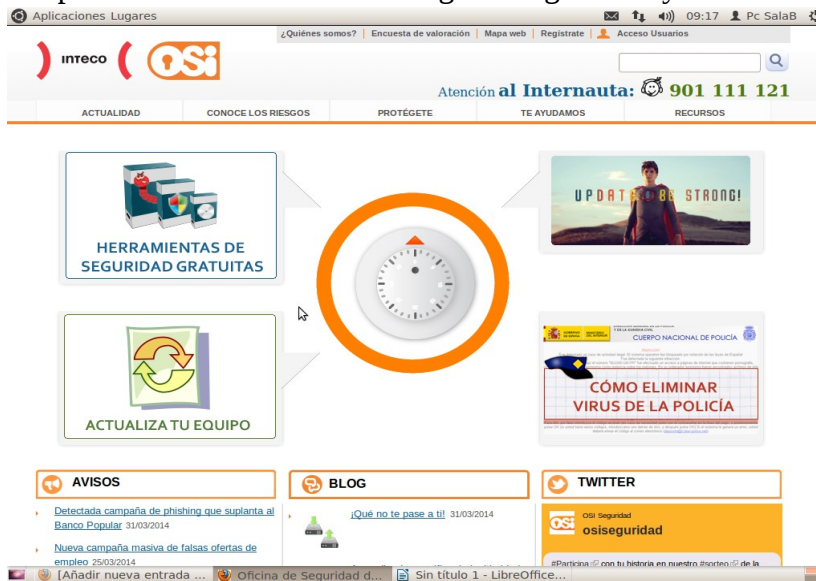 Aplicaciones Lugares
09:17 Pc SalaB
¿Quiénes somos? | Encuesta de valoración | Mapa web | Regístrate | Acceso Usuarios
inteco
OSi
Atención al Internauta: 901 111 121
ACTUALIDAD CONOCE LOS RIESGOS PROTÉGETE TE AYUDAMOS RECURSOS
HERRAMIENTAS DE
SEGURIDAD GRATUITAS
UPDATE BE STRONG!
ACTUALIZA TU EQUIPO
CUERPO NACIONAL DE POLICÍA
CÓMO ELIMINAR
VIRUS DE LA POLICÍA
AVISOS
Detectada campaña de phishing que suplanta al
Banco Popular 31/03/2014
Nueva campaña masiva de
falsas ofertas de
empleo 25/03/2014
BLOG
¡Qué no te pase a ti! 31/03/2014
TWITTER
OSI Seguridad
osiseguridad
#Participa con tu historia en nuestro #sorteo de la
[Añadir nueva entrada ... Oficina de Seguridad d... Sin título 1 - LibreOffice...